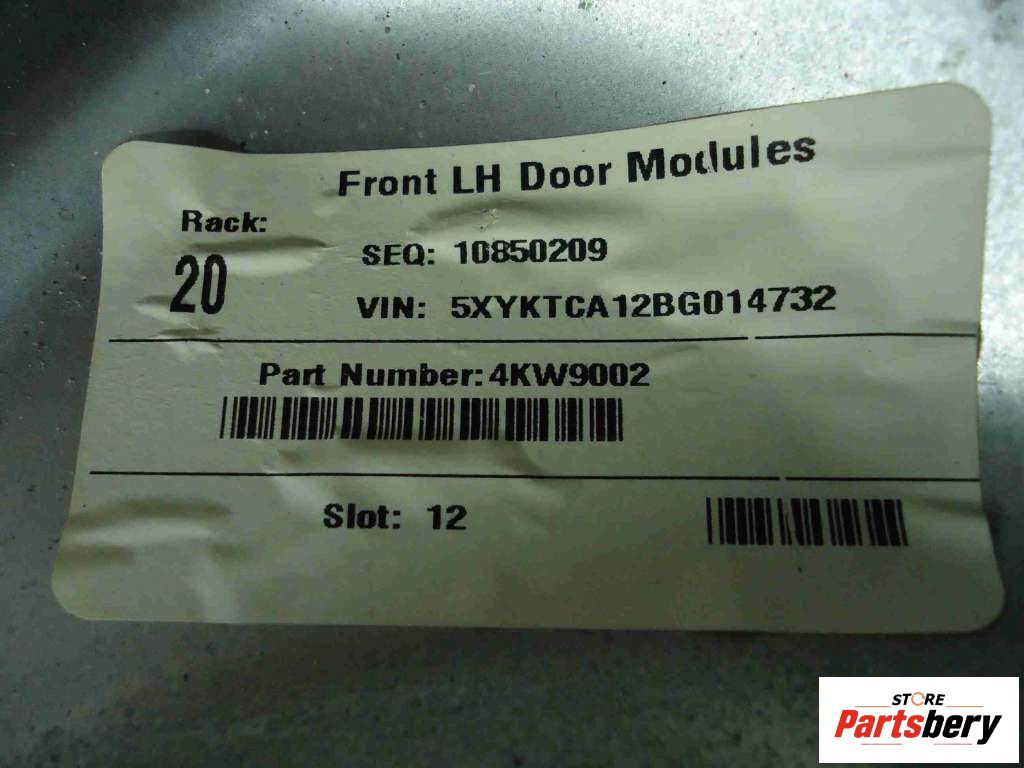 Front LH Door Modules
Rack:
20
SEQ: 10850209
VIN: 5XYKTCA12BG014732
Part Number: 4KW9002
Slot: 12
STORE
Partsbery